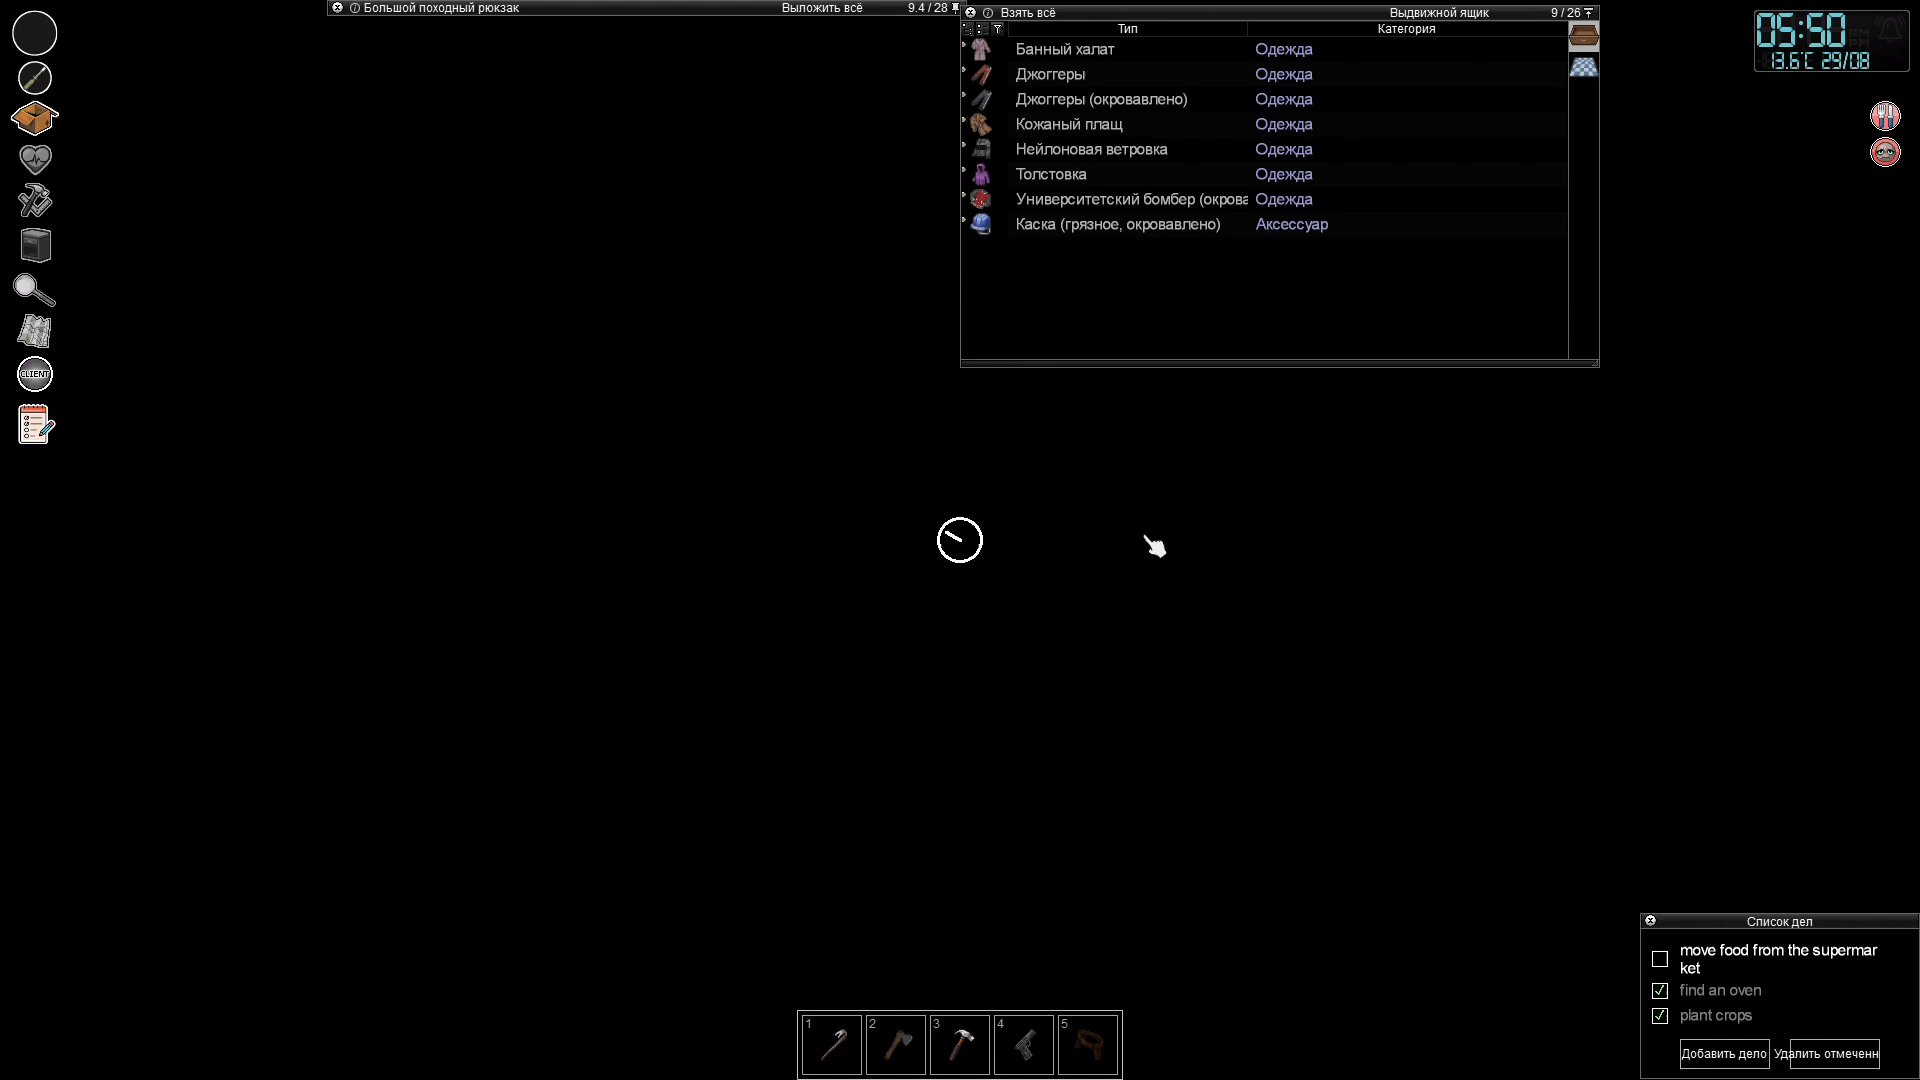 Большой походный рюкзак Выложить всё 9.4 / 28
Взять всё Выдвижной ящик 9 / 26
Тип Категория
Банный халат Одежда
Джоггеры Одежда
Джоггеры (окровавлено) Одежда
Кожаный плащ Одежда
Нейлоновая ветровка Одежда
Толстовка Одежда
Университетский бомбер (окрова Одежда
Каска (грязное, окровавлено) Аксессуар
05:50 AM PM
13.6°C 29/08
CLIENT
Список дел
move food from the supermar
ket
find an oven
plant crops
Добавить дело Удалить отмеченн
1 2 3 4 5